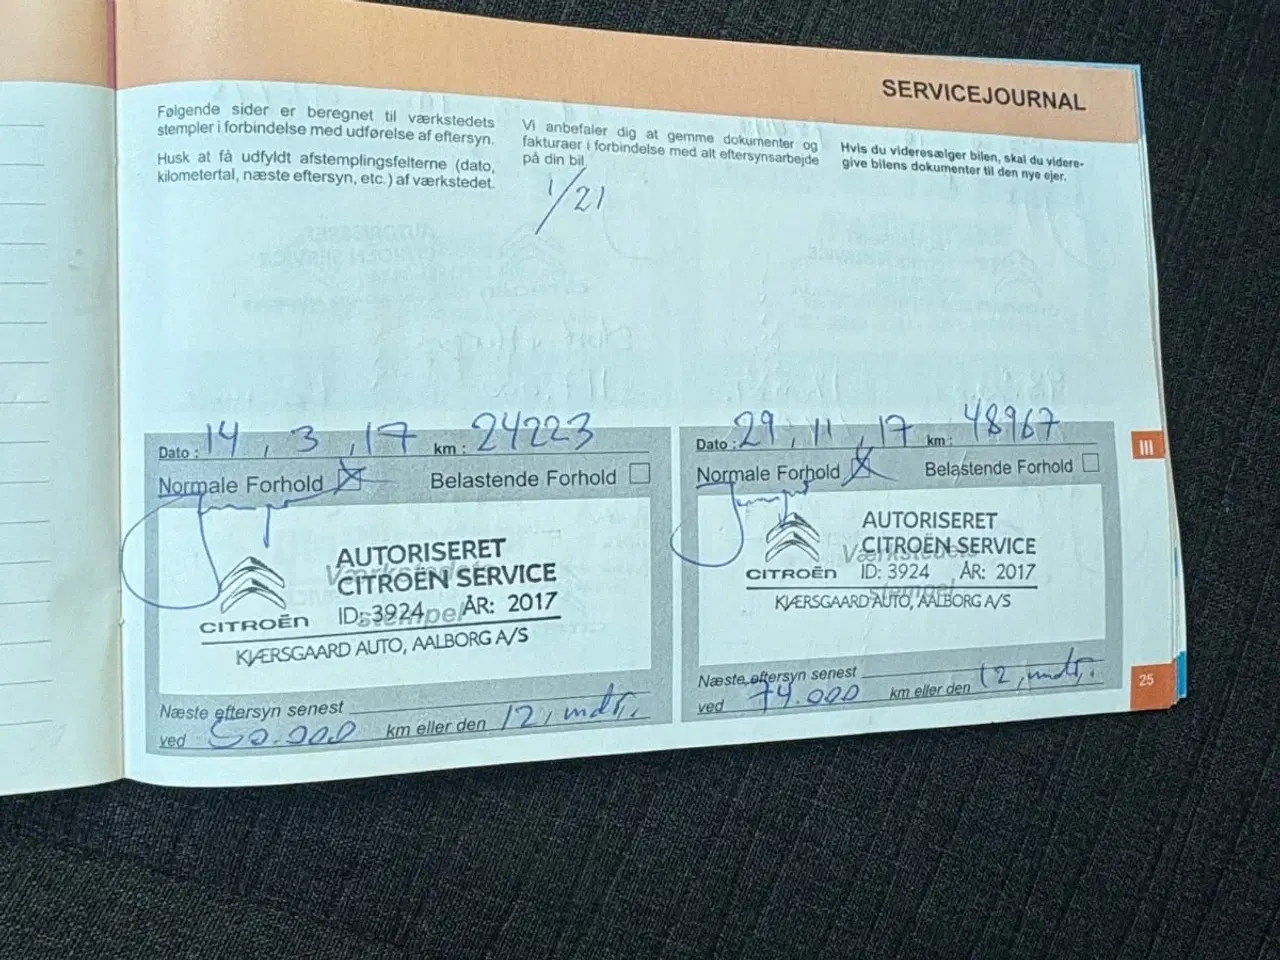 SERVICEJOURNAL
Følgende sider er beregnet til værkstedets
stempler i forbindelse med udførelse af eftersyn.
Husk at få udfyldt afstemplingsfelterne (dato,
kilometertal, næste eftersyn, etc.) af værkstedet.
Vi anbefaler dig at gemme dokumenter og
fakturaer i forbindelse med alt eftersynsarbejde
på din bil.
1/21
Hvis du videresælger bilen, skal du videre-
give bilens dokumenter til den nye ejer.
Dato : 14 , 3 , 17 km : 24223
Normale Forhold Belastende Forhold
Værkstedets
stempel
AUTORISERET
CITROËN SERVICE
ID: 3924 ÅR: 2017
CITROËN
KJÆRSGAARD AUTO, AALBORG A/S
Næste eftersyn senest
ved 50.000 km eller den 12, mdr,.
Dato : 29 , 11 , 17 km : 48967
Normale Forhold Belastende Forhold
Værkstedets
stempel
AUTORISERET
CITROËN SERVICE
CITROËN ID: 3924 ÅR: 2017
KJÆRSGAARD AUTO, AALBORG A/S
Næste eftersyn senest
ved 74.000 km eller den 12, mdr,.
III
25